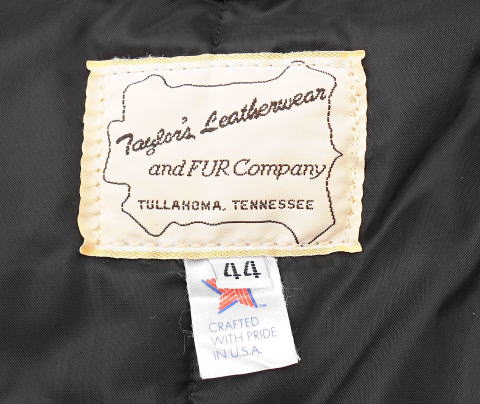 Taylor's Leatherwear
and FUR Company
TULLAHOMA, TENNESSEE
44
CRAFTED
WITH PRIDE
IN U.S.A.